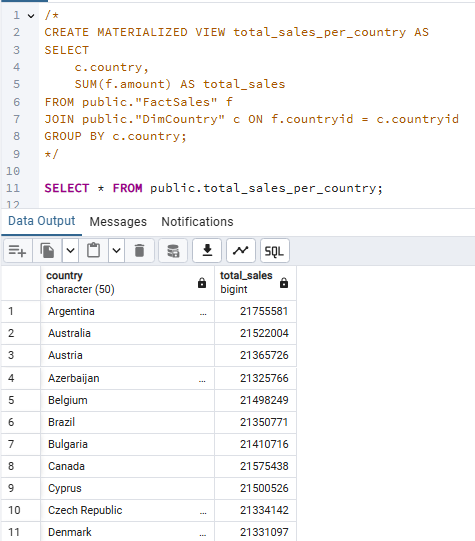 1 /*
2 CREATE MATERIALIZED VIEW total_sales_per_country AS
3 SELECT
4 c.country,
5 SUM(f.amount) AS total_sales
6 FROM public."FactSales" f
7 JOIN public."DimCountry" c ON f.countryid = c.countryid
8 GROUP BY c.country;
9 */
10
11 SELECT * FROM public.total_sales_per_country;
12
Data Output Messages Notifications
SQL
country total_sales
character (50) bigint
1 Argentina ... 21755581
2 Australia 21522004
3 Austria 21365726
4 Azerbaijan ... 21325766
5 Belgium 21498249
6 Brazil 21350771
7 Bulgaria 21410716
8 Canada 21575438
9 Cyprus 21500526
10 Czech Republic ... 21334142
11 Denmark ... 21331097